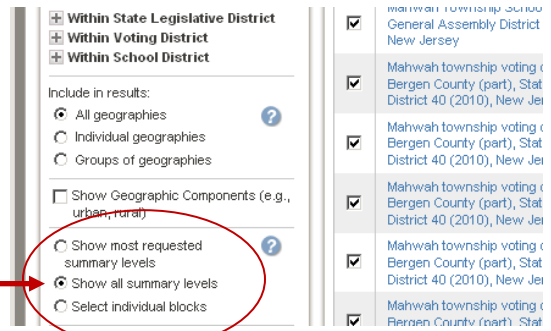 Within State Legislative District
Within Voting District
Within School District
Include in results:
All geographies
Individual geographies
Groups of geographies
Show Geographic Components (e.g.,
urban, rural)
Show most requested
summary levels
Show all summary levels
Select individual blocks
Mahwah Township School
General Assembly District
New Jersey
Mahwah township voting
Bergen County (part), Stat
District 40 (2010), New Jer
Mahwah township voting
Bergen County (part), Stat
District 40 (2010), New Jer
Mahwah township voting
Bergen County (part), Stat
District 40 (2010), New Jer
Mahwah township voting
Bergen County (part), Stat
District 40 (2010), New Jer
Mahwah township voting
Bergen County (part), Stat